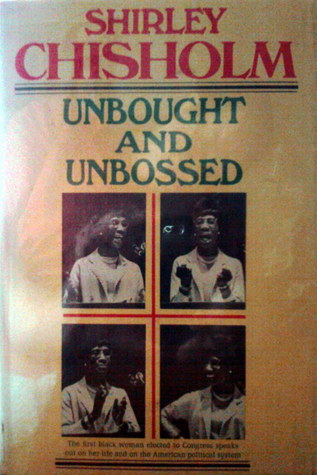 SHIRLEY
CHISHOLM
UNBOUGHT
AND
UNBOSSED
The first black woman elected to Congress speaks
out on her life and on the American political system